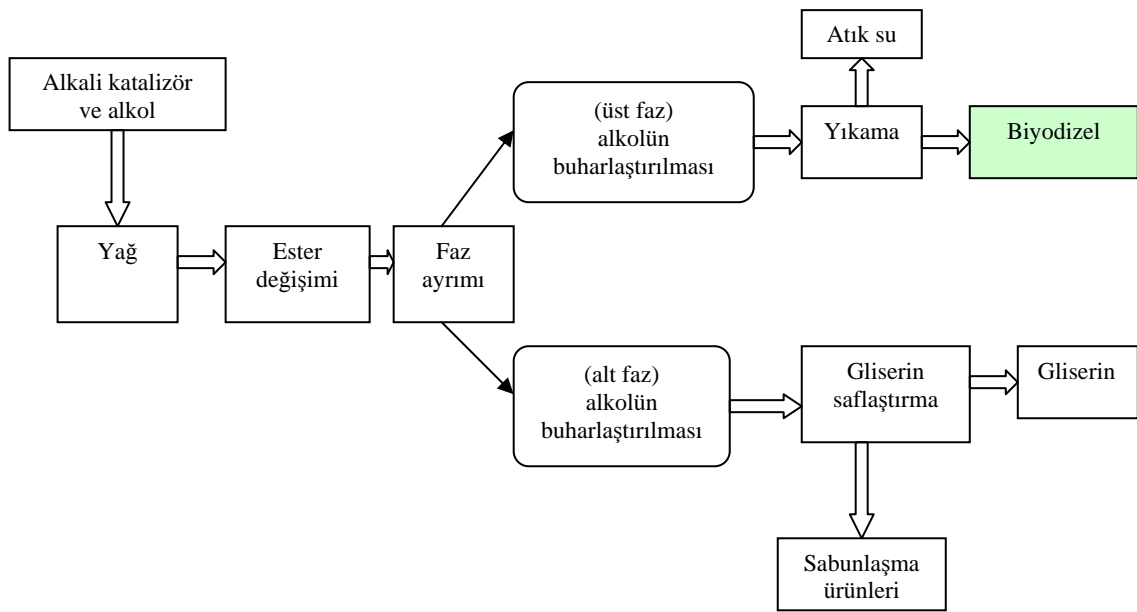 Atık su
Alkali katalizör
ve alkol
(üst faz)
alkolün
buharlaştırılması
Yıkama
Biyodizel
Yağ
Ester
değişimi
Faz
ayrımı
(alt faz)
alkolün
buharlaştırılması
Gliserin
saflaştırma
Gliserin
Sabunlaşma
ürünleri